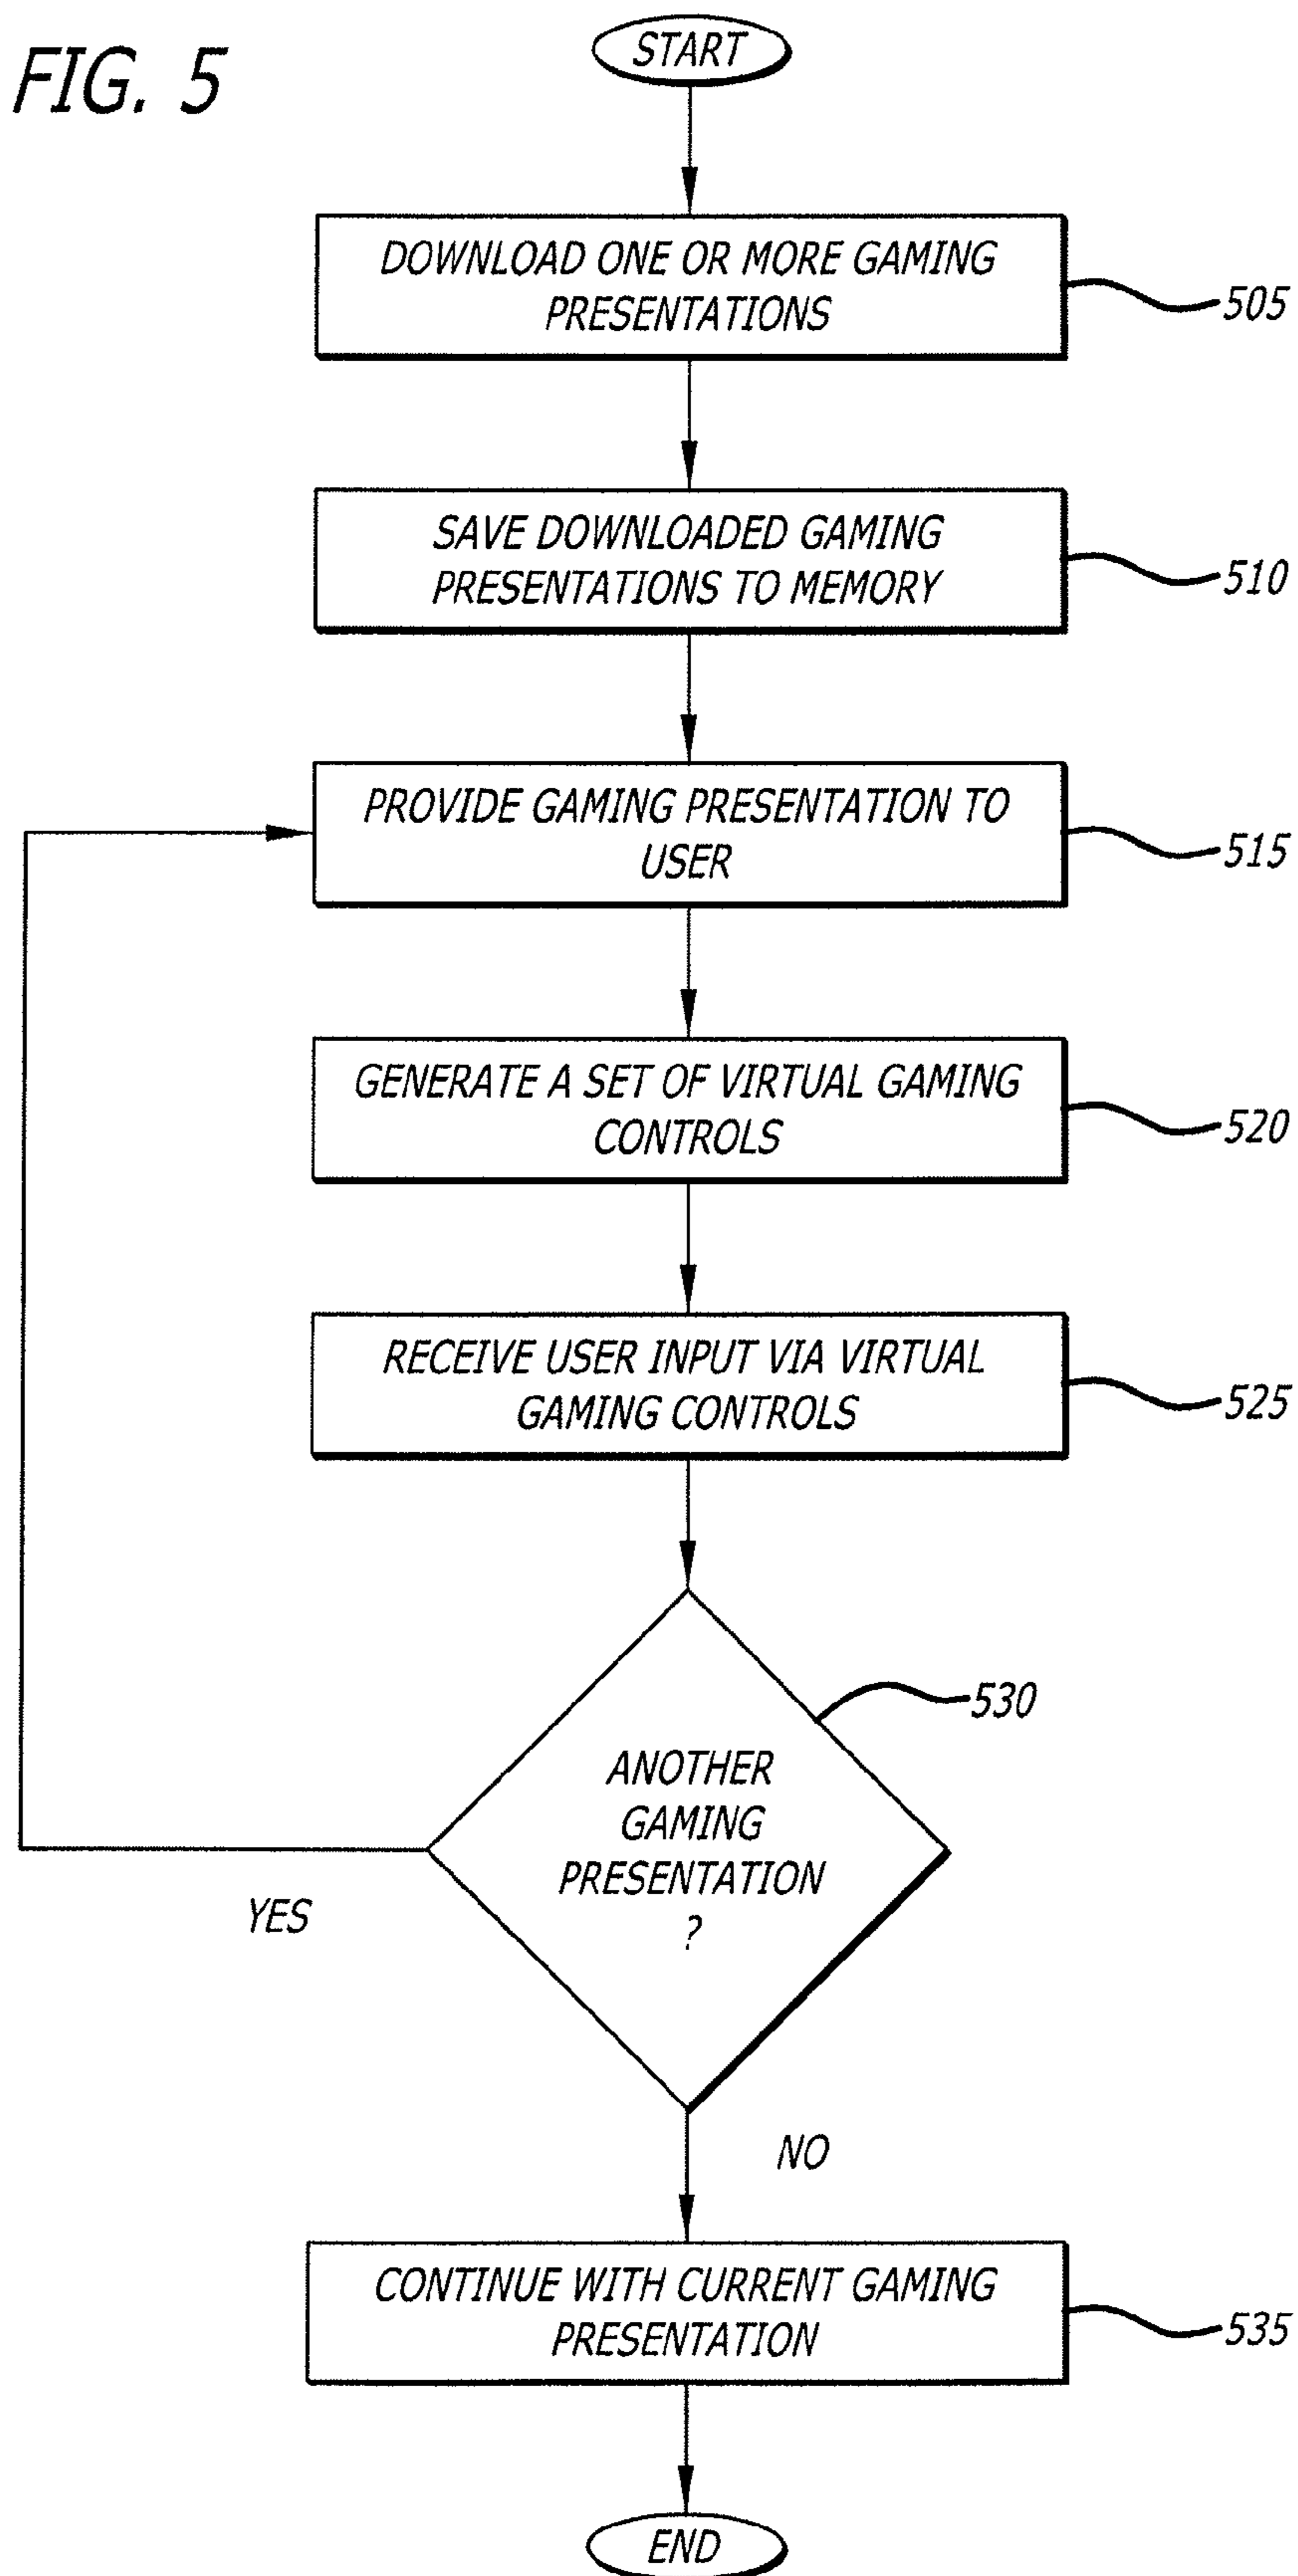 FIG. 5
START
DOWNLOAD ONE OR MORE GAMING
PRESENTATIONS
505
SAVE DOWNLOADED GAMING
PRESENTATIONS TO MEMORY
510
PROVIDE GAMING PRESENTATION TO
USER
515
GENERATE A SET OF VIRTUAL GAMING
CONTROLS
520
RECEIVE USER INPUT VIA VIRTUAL
GAMING CONTROLS
525
530
ANOTHER
GAMING
PRESENTATION
?
YES
NO
CONTINUE WITH CURRENT GAMING
PRESENTATION
535
END